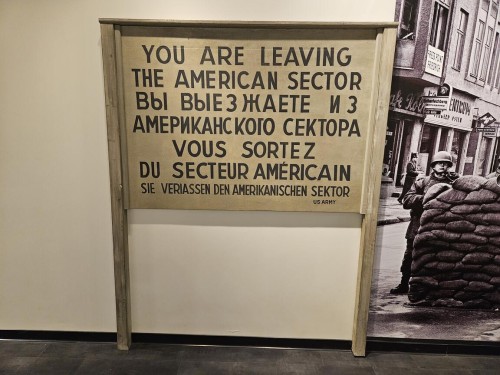 YOU ARE LEAVING
THE AMERICAN SECTOR
ВЫ ВЫЕЗЖАЕТЕ ИЗ
АМЕРИКАНСКОГО СЕКТОРА
VOUS SORTEZ
DU SECTEUR AMÉRICAIN
SIE VERLASSEN DEN AMERIKANISCHEN SEKTOR
US ARMY